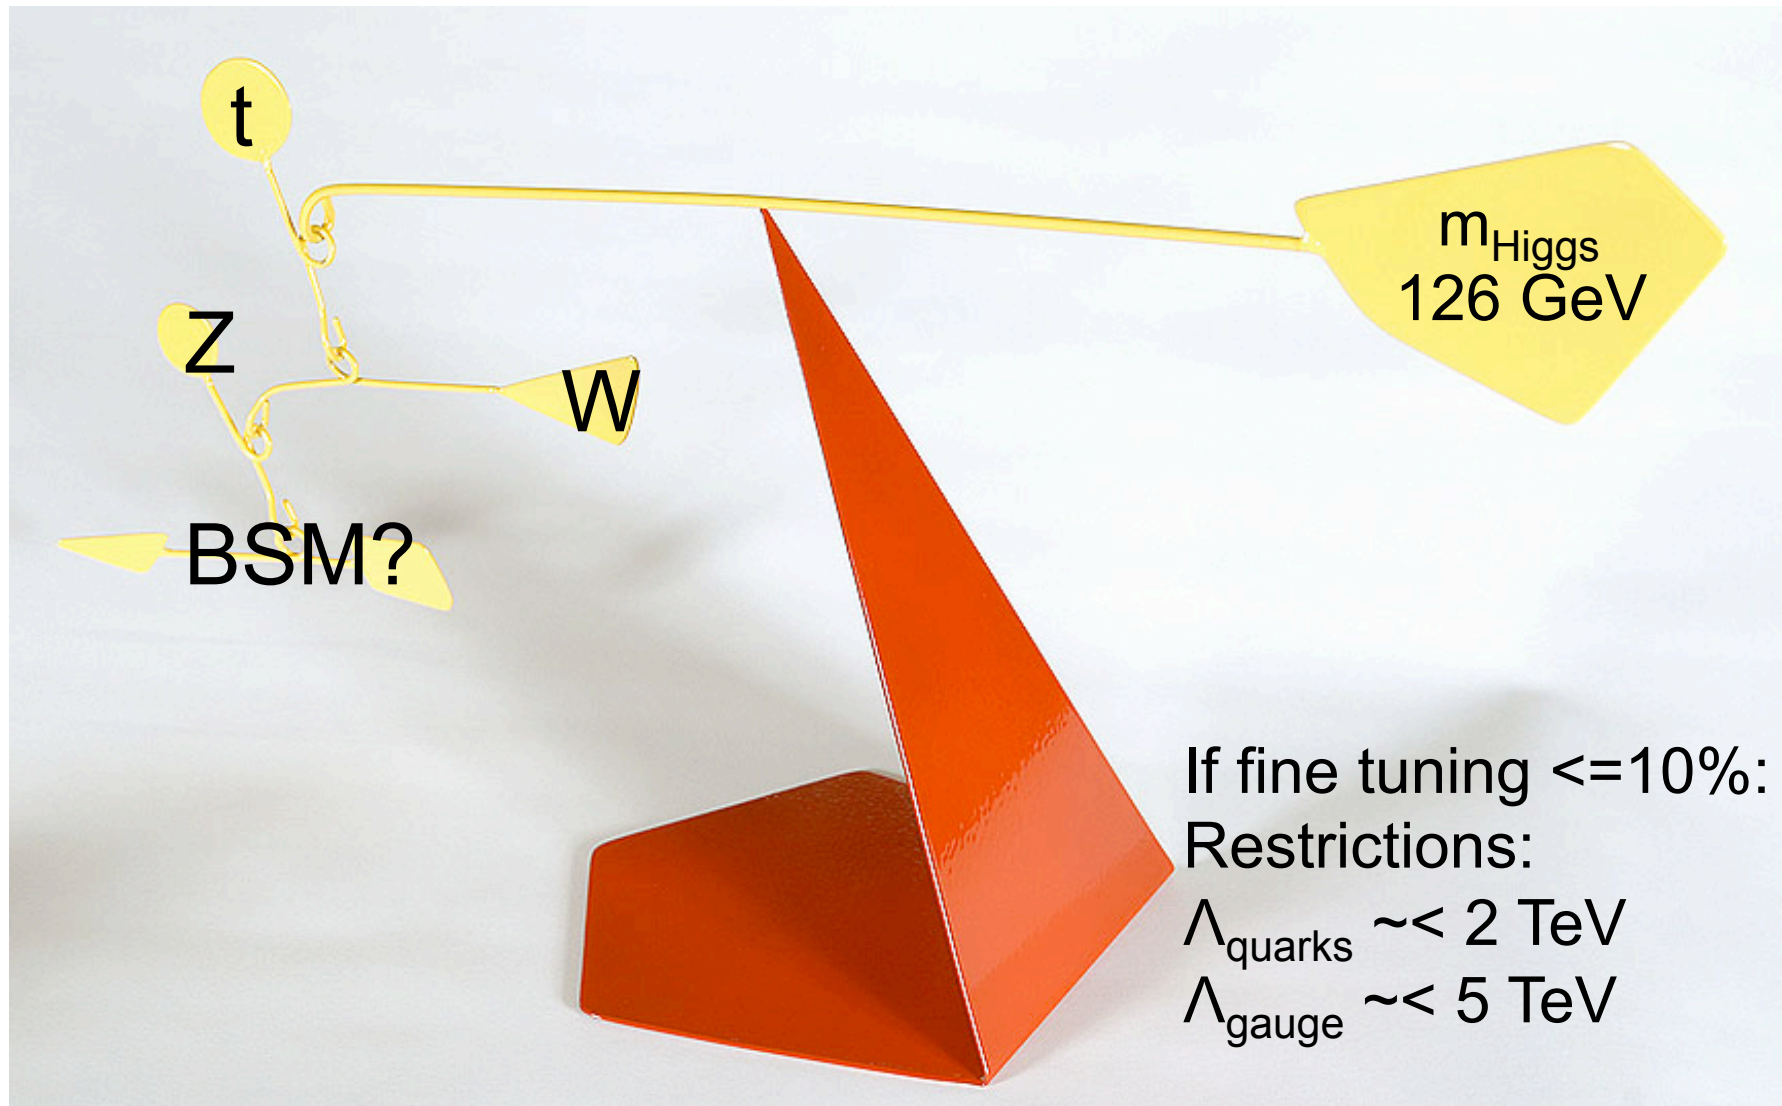 t
m_Higgs
126 GeV
Z
W
BSM?
If fine tuning <=10%:
Restrictions:
Λ_quarks ~< 2 TeV
Λ_gauge ~< 5 TeV